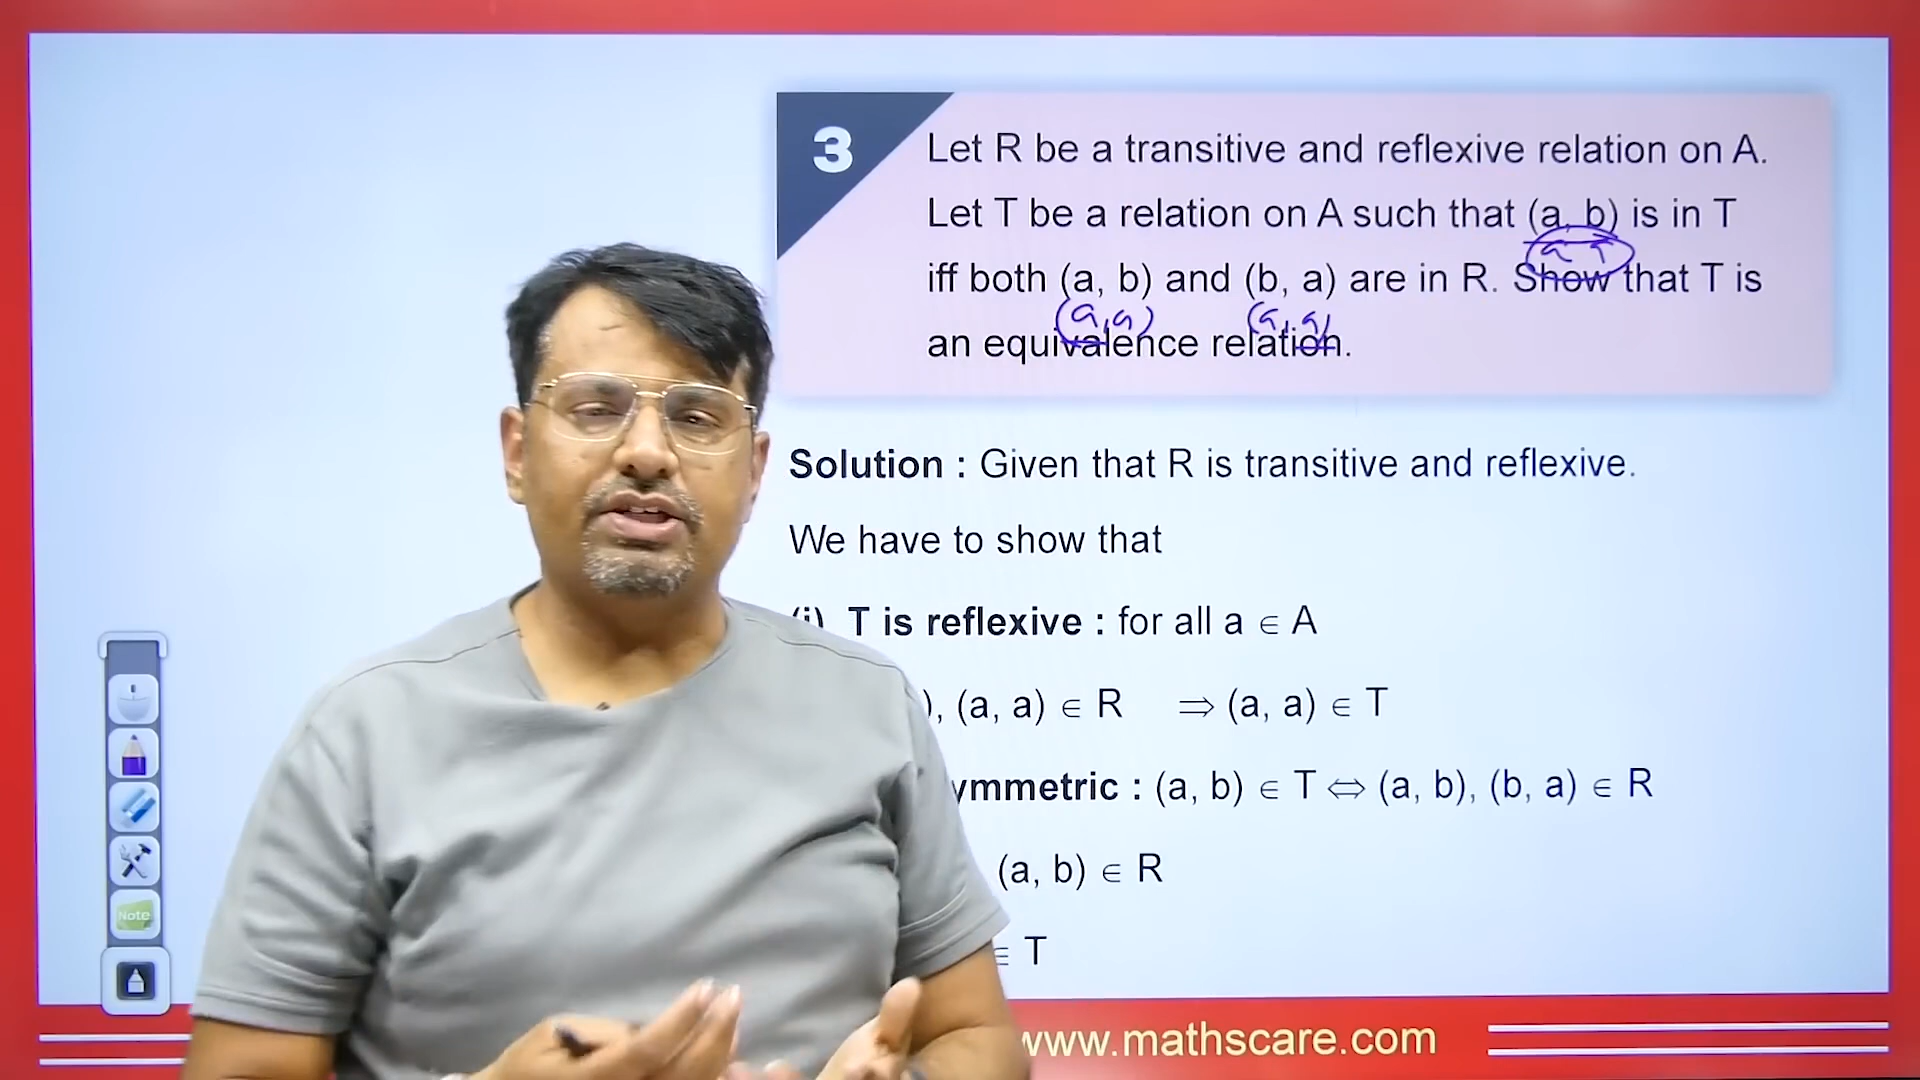 3
Let R be a transitive and reflexive relation on A.
Let T be a relation on A such that (a, b) is in T
iff both (a, b) and (b, a) are in R. Show that T is
(a, a) (a, a)
an equivalence relation.
Solution : Given that R is transitive and reflexive.
We have to show that
(i) T is reflexive : for all a ∈ A
), (a, a) ∈ R ⇒ (a, a) ∈ T
ymmetric : (a, b) ∈ T ⇔ (a, b), (b, a) ∈ R
(a, b) ∈ R
∈ T
Note
www.mathscare.com